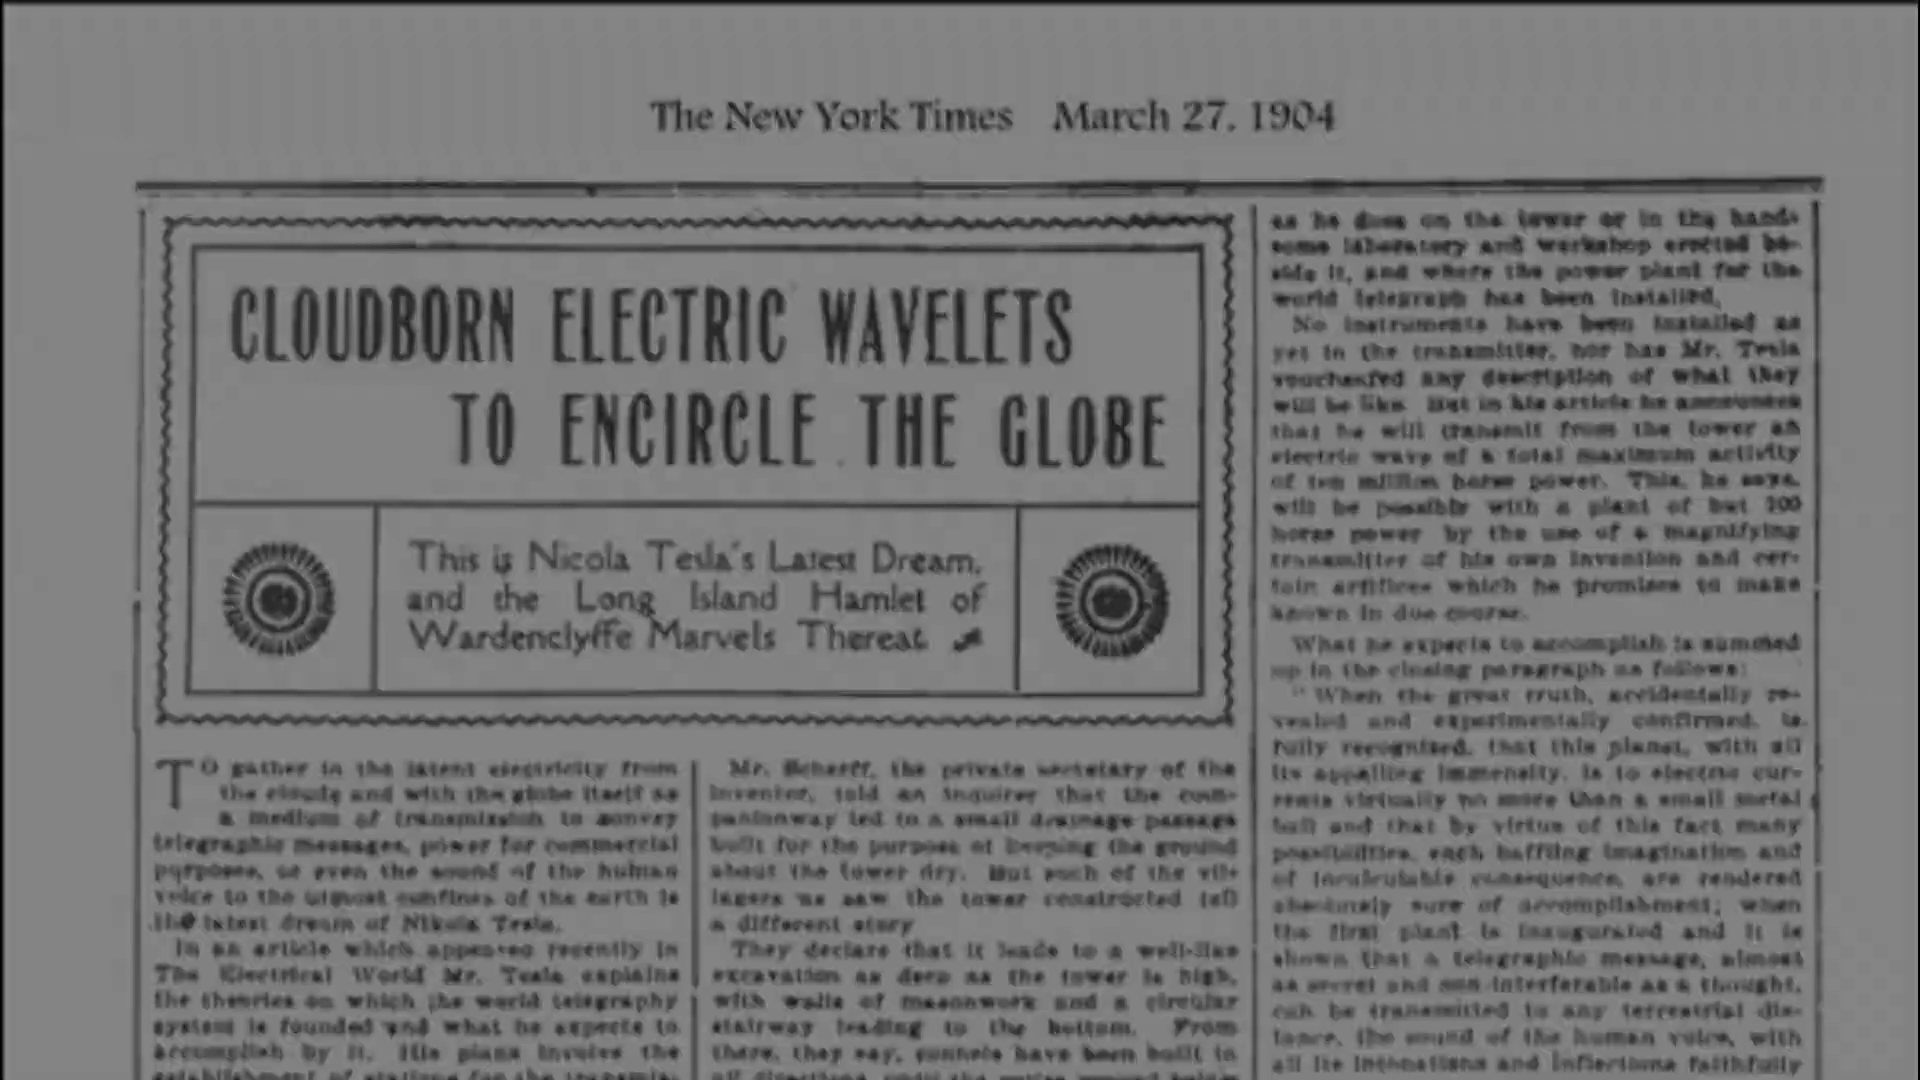 The New York Times March 27, 1904
CLOUDBORN ELECTRIC WAVELETS
TO ENCIRCLE THE GLOBE
This is Nicola Tesla's Latest Dream,
and the Long Island Hamlet of
Wardenclyffe Marvels Thereat
TO gather in the latent electricity from
the clouds and with the globe itself as
a medium of transmission to convey
telegraphic messages, power for commercial
purposes, or even the sound of the human
voice to the utmost confines of the earth is
the latest dream of Nikola Tesla.
In an article which appeared recently in
The Electrical World Mr. Tesla explains
the theories on which the world telegraphy
system is founded and what he expects to
accomplish by it. His plans involve the
establishment of stations for the transmis-
Mr. Scherff, the private secretary of the
inventor, told an inquirer that the com-
panionway led to a small drainage passage
built for the purpose of keeping the ground
about the tower dry. But such of the vil-
lagers as saw the tower constructed tell
a different story
They declare that it leads to a well-like
excavation as deep as the tower is high,
with walls of masonwork and a circular
stairway leading to the bottom. From
there, they say, tunnels have been built in
all directions, until the entire ground below
as he does on the tower or in the hand-
some laboratory and workshop erected be-
side it, and where the power plant for the
world telegraph has been installed.
No instruments have been installed as
yet in the transmitter, nor has Mr. Tesla
vouchsafed any description of what they
will be like. But in his article he announces
that he will transmit from the tower an
electric wave of a total maximum activity
of ten million horse power. This, he says,
will be possible with a plant of but 100
horse power by the use of a magnifying
transmitter of his own invention and cer-
tain artifices which he promises to make
known in due course.
What he expects to accomplish is summed
up in the closing paragraph as follows:
"When the great truth, accidentally re-
vealed and experimentally confirmed, is
fully recognized, that this planet, with all
its appalling immensity, is to electric cur-
rents virtually no more than a small metal
ball and that by virtue of this fact many
possibilities, each baffling imagination and
of incalculable consequence, are rendered
absolutely sure of accomplishment; when
the first plant is inaugurated and it is
shown that a telegraphic message, almost
as secret and non-interferable as a thought,
can be transmitted to any terrestrial dis-
tance, the sound of the human voice, with
all its intonations and inflections faithfully